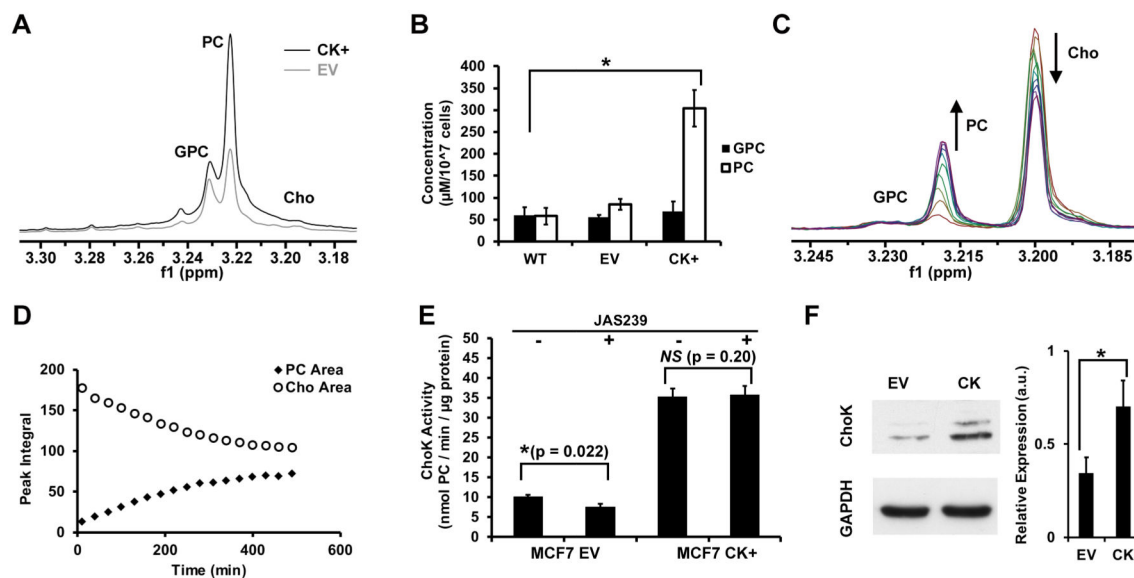 A
PC
CK+
EV
GPC
Cho
3.30 3.28 3.26 3.24 3.22 3.20 3.18
f1 (ppm)
B
*
400
350
300
250
200
150
100
50
0
Concentration
(µM/10^7 cells)
GPC
PC
WT EV CK+
C
Cho
PC
GPC
3.245 3.230 3.215 3.200 3.185
f1 (ppm)
D
PC Area
Cho Area
200
150
100
50
0
Peak Integral
0 200 400 600
Time (min)
E
JAS239
- + - +
NS (p = 0.20)
*(p = 0.022)
50
45
40
35
30
25
20
15
10
5
0
ChoK Activity
(nmol PC / min / µg protein)
MCF7 EV MCF7 CK+
F
EV CK
ChoK
GAPDH
*
1
0.5
0
Relative Expression (a.u.)
EV CK